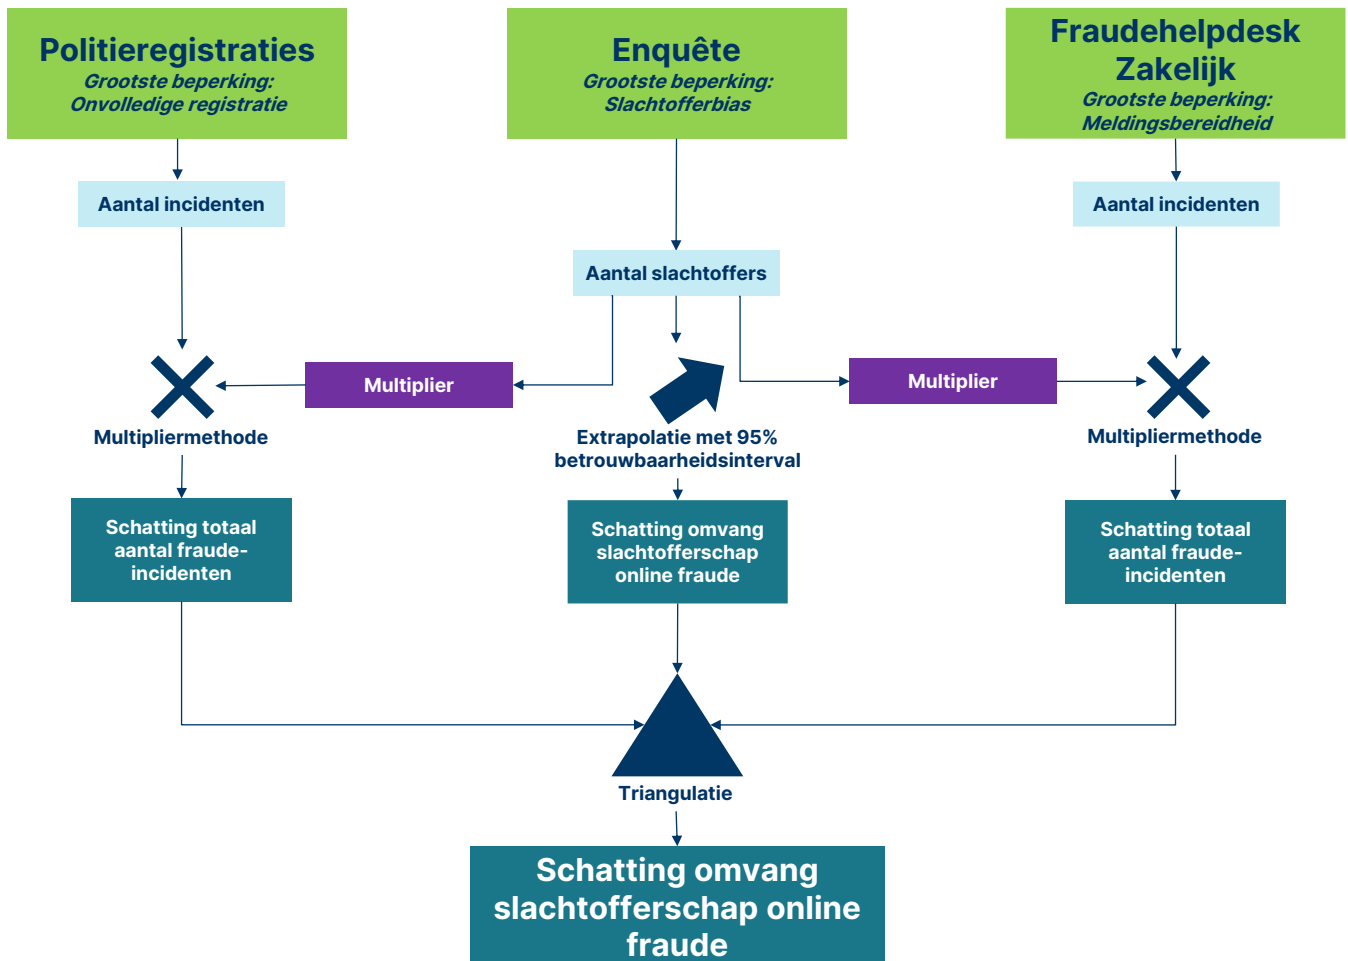 Politieregistraties
Grootste beperking:
Onvolledige registratie
Enquête
Grootste beperking:
Slachtofferbias
Fraudehelpdesk
Zakelijk
Grootste beperking:
Meldingsbereidheid
Aantal incidenten
Aantal slachtoffers
Aantal incidenten
Multiplier
Multiplier
Multipliermethode
Extrapolatie met 95%
betrouwbaarheidsinterval
Multipliermethode
Schatting totaal
aantal fraude-
incidenten
Schatting omvang
slachtofferschap
online fraude
Schatting totaal
aantal fraude-
incidenten
Triangulatie
Schatting omvang
slachtofferschap online
fraude